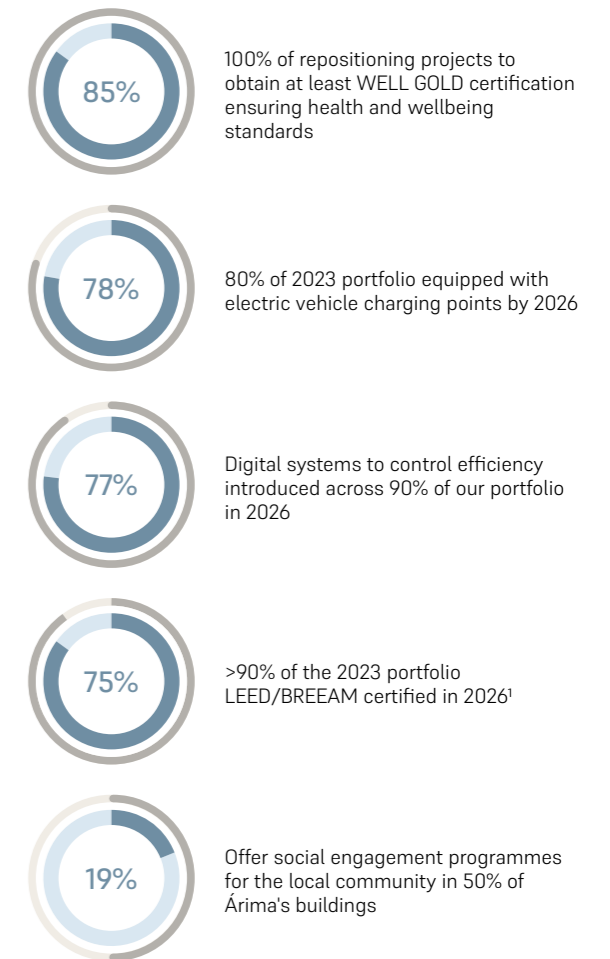 85%
100% of repositioning projects to
obtain at least WELL GOLD certification
ensuring health and wellbeing
standards
78%
80% of 2023 portfolio equipped with
electric vehicle charging points by 2026
77%
Digital systems to control efficiency
introduced across 90% of our portfolio
in 2026
75%
>90% of the 2023 portfolio
LEED/BREEAM certified in 2026¹
19%
Offer social engagement programmes
for the local community in 50% of
Árima's buildings